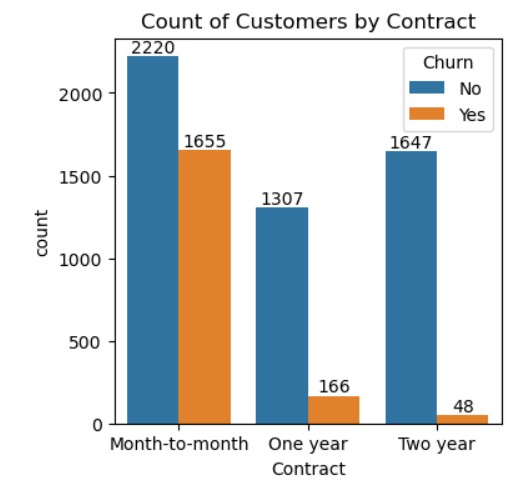 Count of Customers by Contract
2220
Churn
No
Yes
2000
1655
1647
1500
1307
count
1000
500
166
48
0
Month-to-month One year Two year
Contract